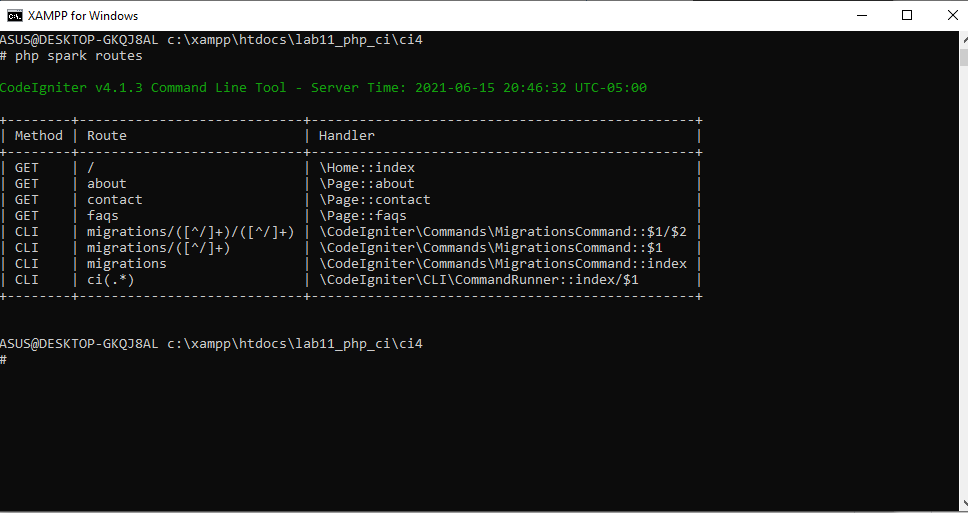 XAMPP for Windows
ASUS@DESKTOP-GKQJ8AL c:\xampp\htdocs\lab11_php_ci\ci4
# php spark routes
CodeIgniter v4.1.3 Command Line Tool - Server Time: 2021-06-15 20:46:32 UTC-05:00
+--------+----------------------------+------------------------------------------------+
| Method | Route                      | Handler                                        |
+--------+----------------------------+------------------------------------------------+
| GET    | /                          | \Home::index                                   |
| GET    | about                      | \Page::about                                   |
| GET    | contact                    | \Page::contact                                 |
| GET    | faqs                       | \Page::faqs                                    |
| CLI    | migrations/([^/]+)/([^/]+) | \CodeIgniter\Commands\MigrationsCommand::$1/$2 |
| CLI    | migrations/([^/]+)         | \CodeIgniter\Commands\MigrationsCommand::$1    |
| CLI    | migrations                 | \CodeIgniter\Commands\MigrationsCommand::index |
| CLI    | ci(.*)                     | \CodeIgniter\CLI\CommandRunner::index/$1       |
+--------+----------------------------+------------------------------------------------+
ASUS@DESKTOP-GKQJ8AL c:\xampp\htdocs\lab11_php_ci\ci4
#